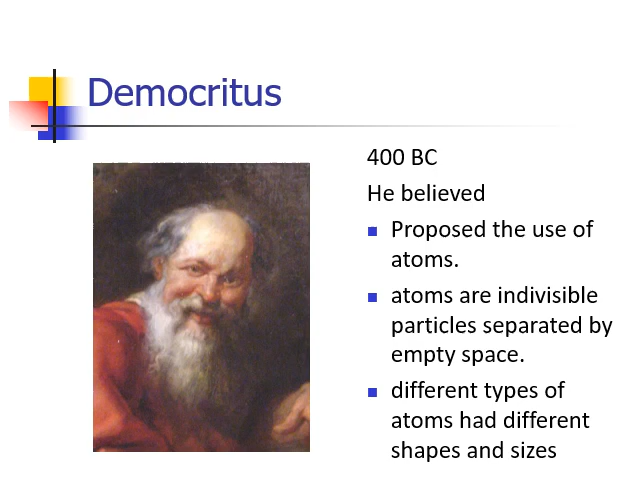 Democritus
400 BC
He believed
Proposed the use of
atoms.
atoms are indivisible
particles separated by
empty space.
different types of
atoms had different
shapes and sizes